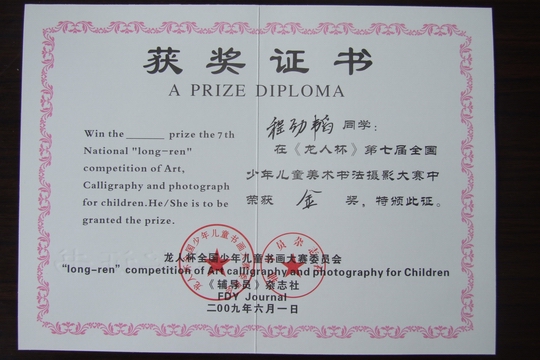 获奖证书
A PRIZE DIPLOMA
Win the ______ prize the 7th
National "long-ren"
competition of Art,
Calligraphy and photograph
for children.He/She is to be
granted the prize.
程劲韬 同学:
在《龙人杯》第七届全国
少年儿童美术书法摄影大赛中
荣获 金 奖，特颁此证。
龙人杯全国少年儿童书画大赛委员会
"long-ren" competition of Art calligraphy and photography for Children
《辅导员》杂志社
FDY Journal
二00九年六月一日